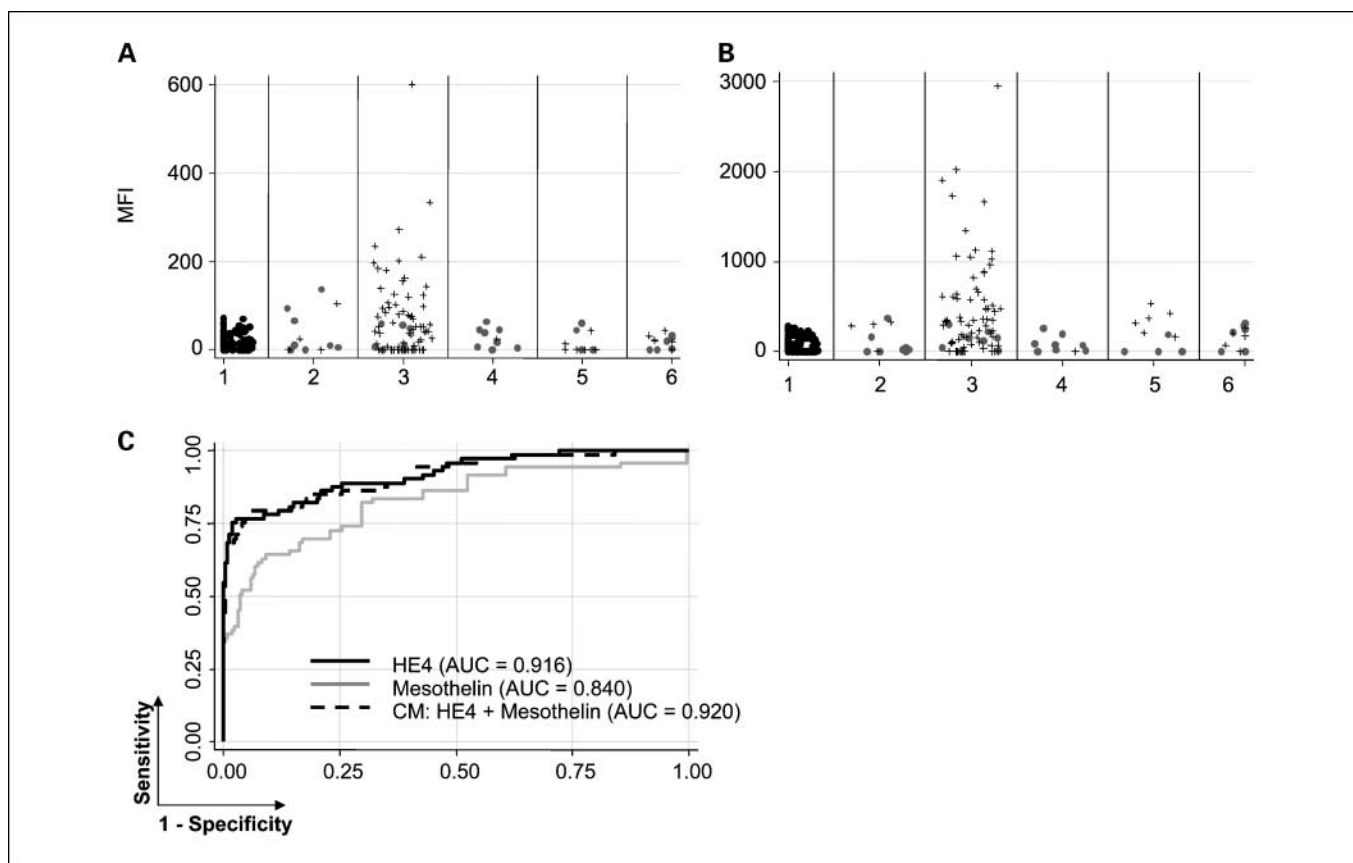 A
B
600
400
200
0
MFI
1 2 3 4 5 6
3000
2000
1000
0
1 2 3 4 5 6
C
1.00
0.75
0.50
0.25
0.00
HE4 (AUC = 0.916)
Mesothelin (AUC = 0.840)
CM: HE4 + Mesothelin (AUC = 0.920)
0.00 0.25 0.50 0.75 1.00
Sensitivity
1 - Specificity